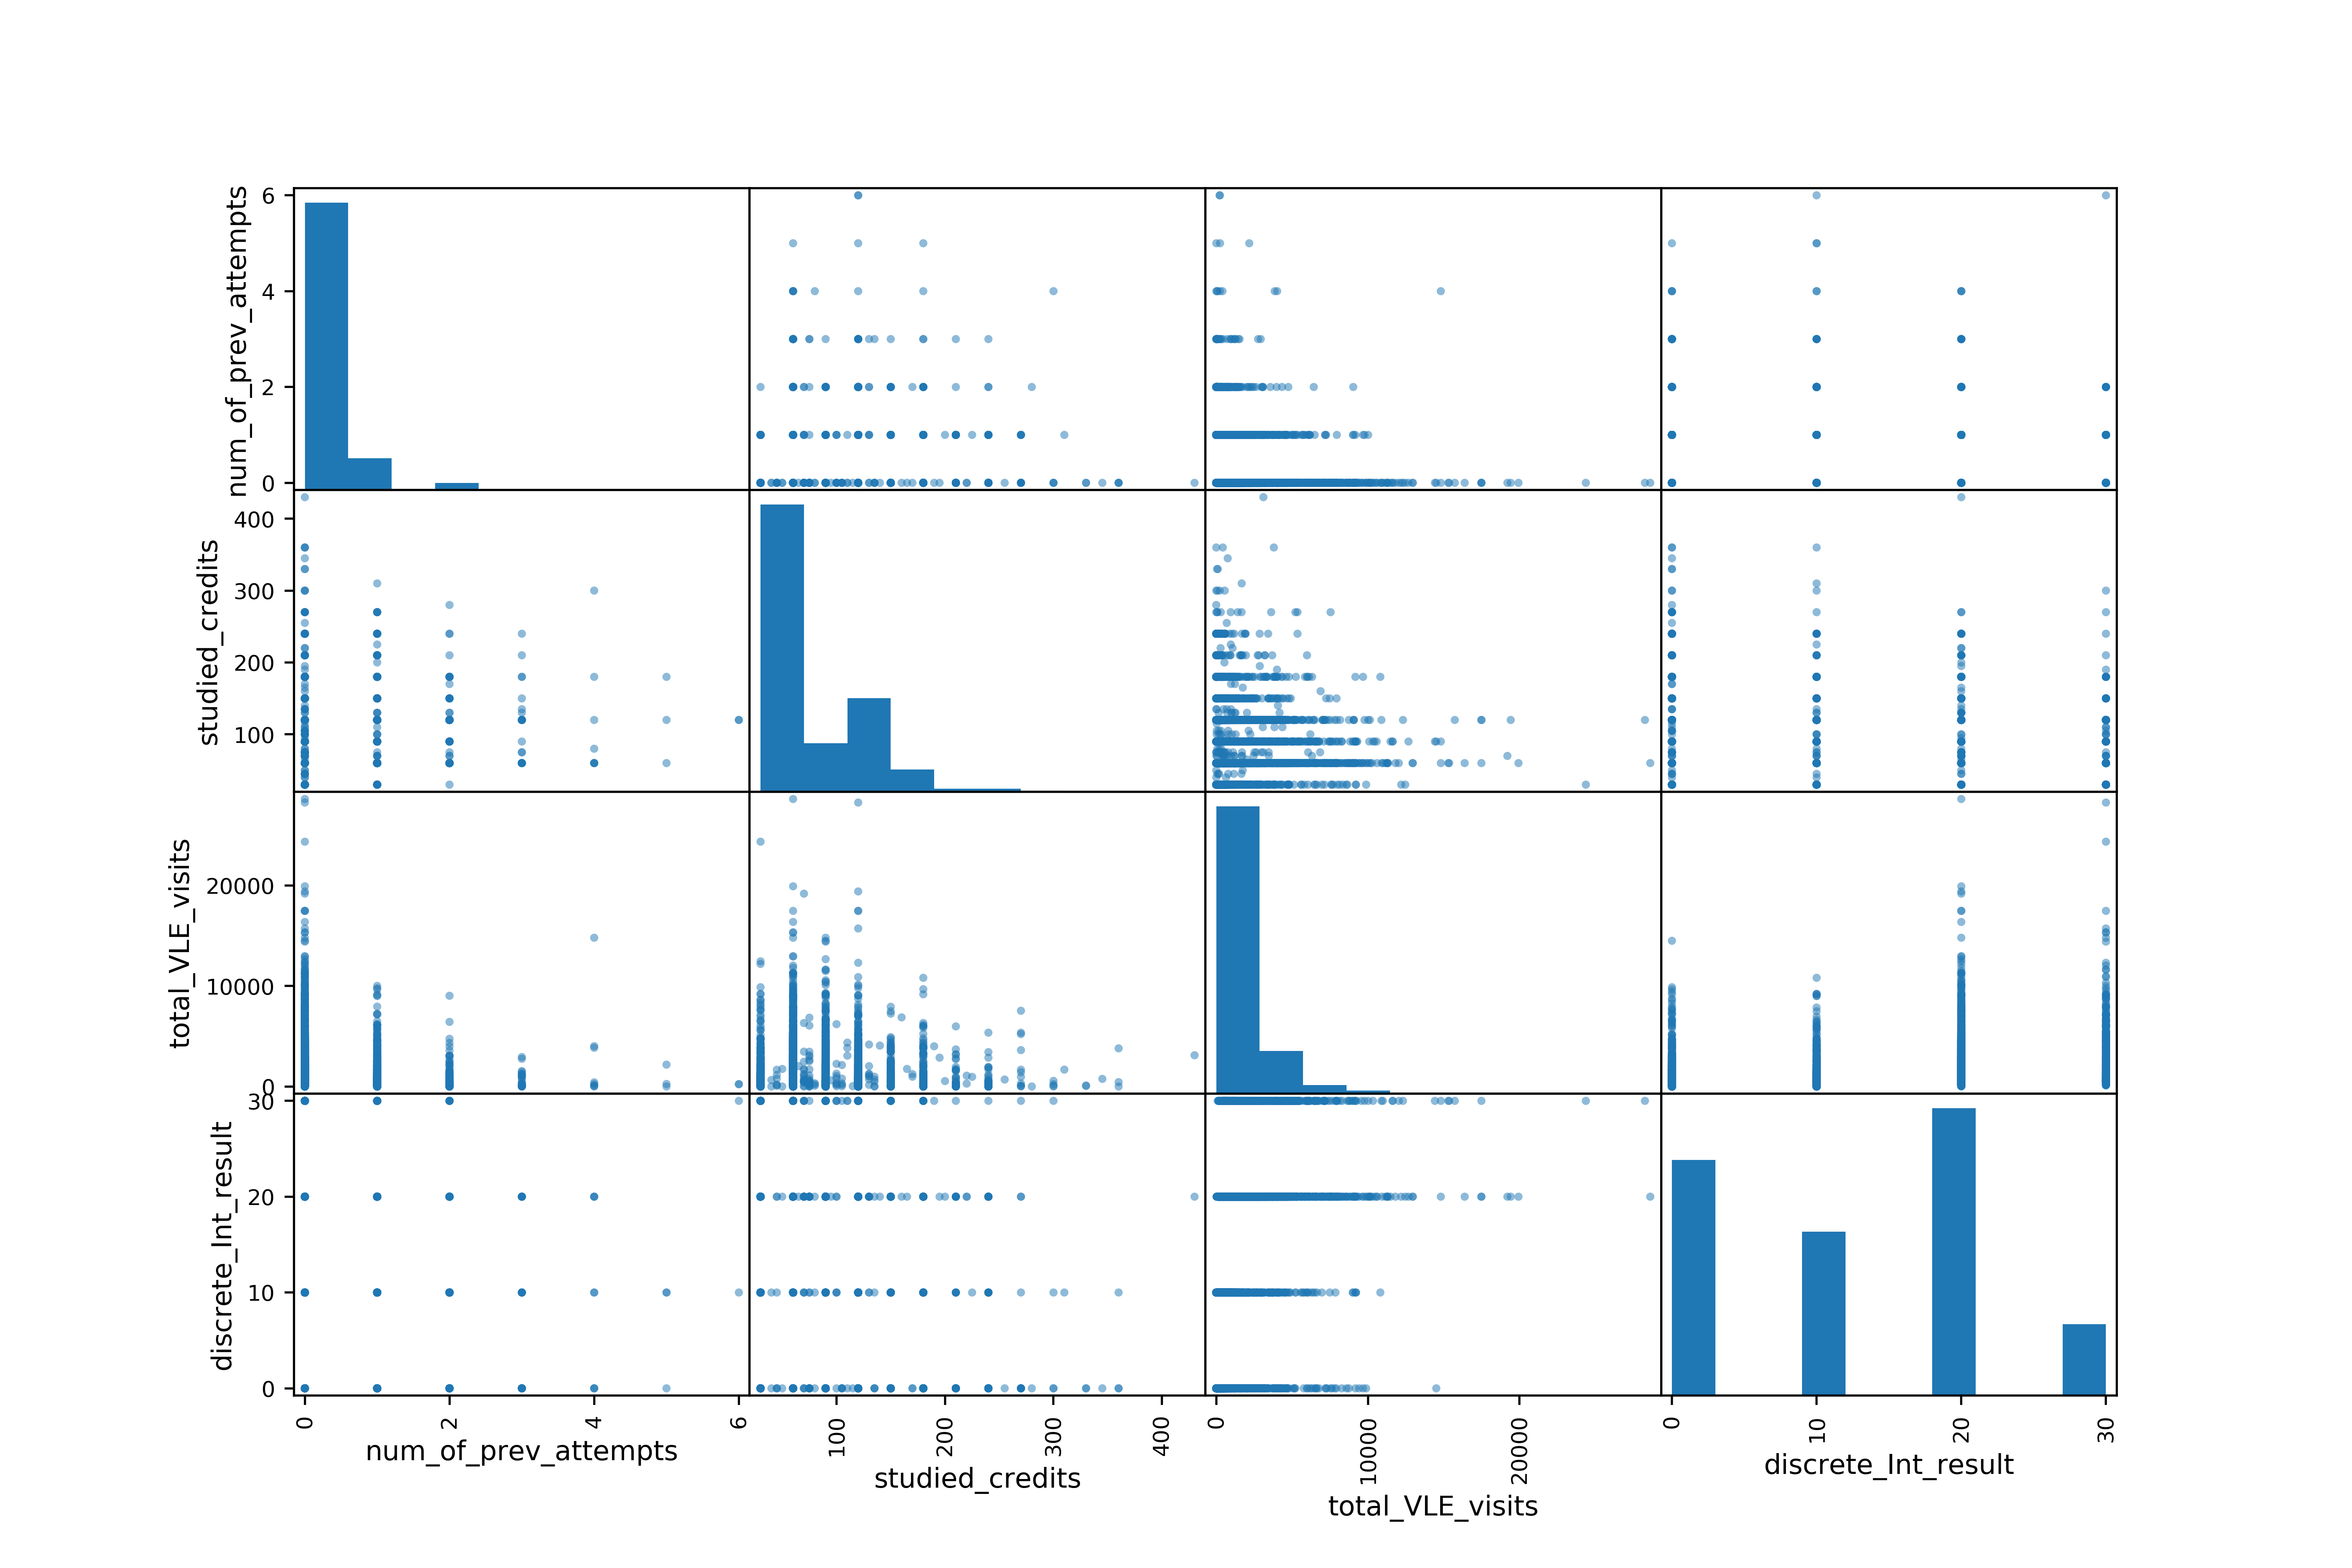 num_of_prev_attempts
6
4
2
0
studied_credits
400
300
200
100
total_VLE_visits
20000
10000
0
discrete_Int_result
30
20
10
0
0 2 4 6 100 200 300 400 0 10000 20000 0 10 20 30
num_of_prev_attempts
studied_credits
total_VLE_visits
discrete_Int_result